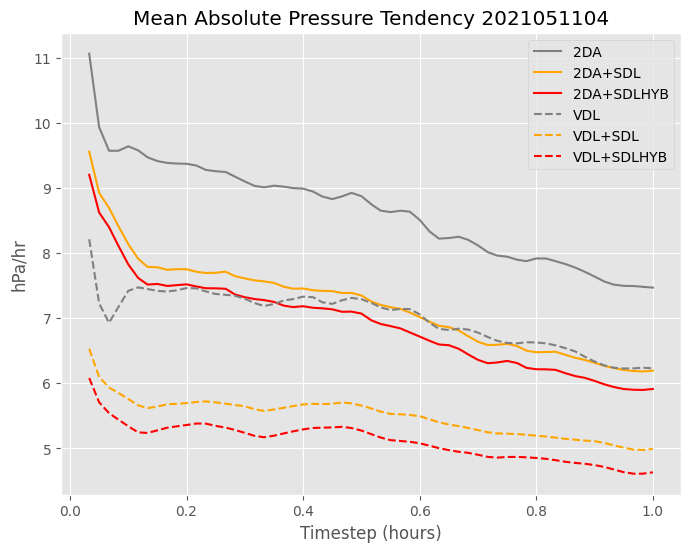 Mean Absolute Pressure Tendency 2021051104
2DA
2DA+SDL
2DA+SDLHYB
VDL
VDL+SDL
VDL+SDLHYB
hPa/hr
11
10
9
8
7
6
5
0.0 0.2 0.4 0.6 0.8 1.0
Timestep (hours)